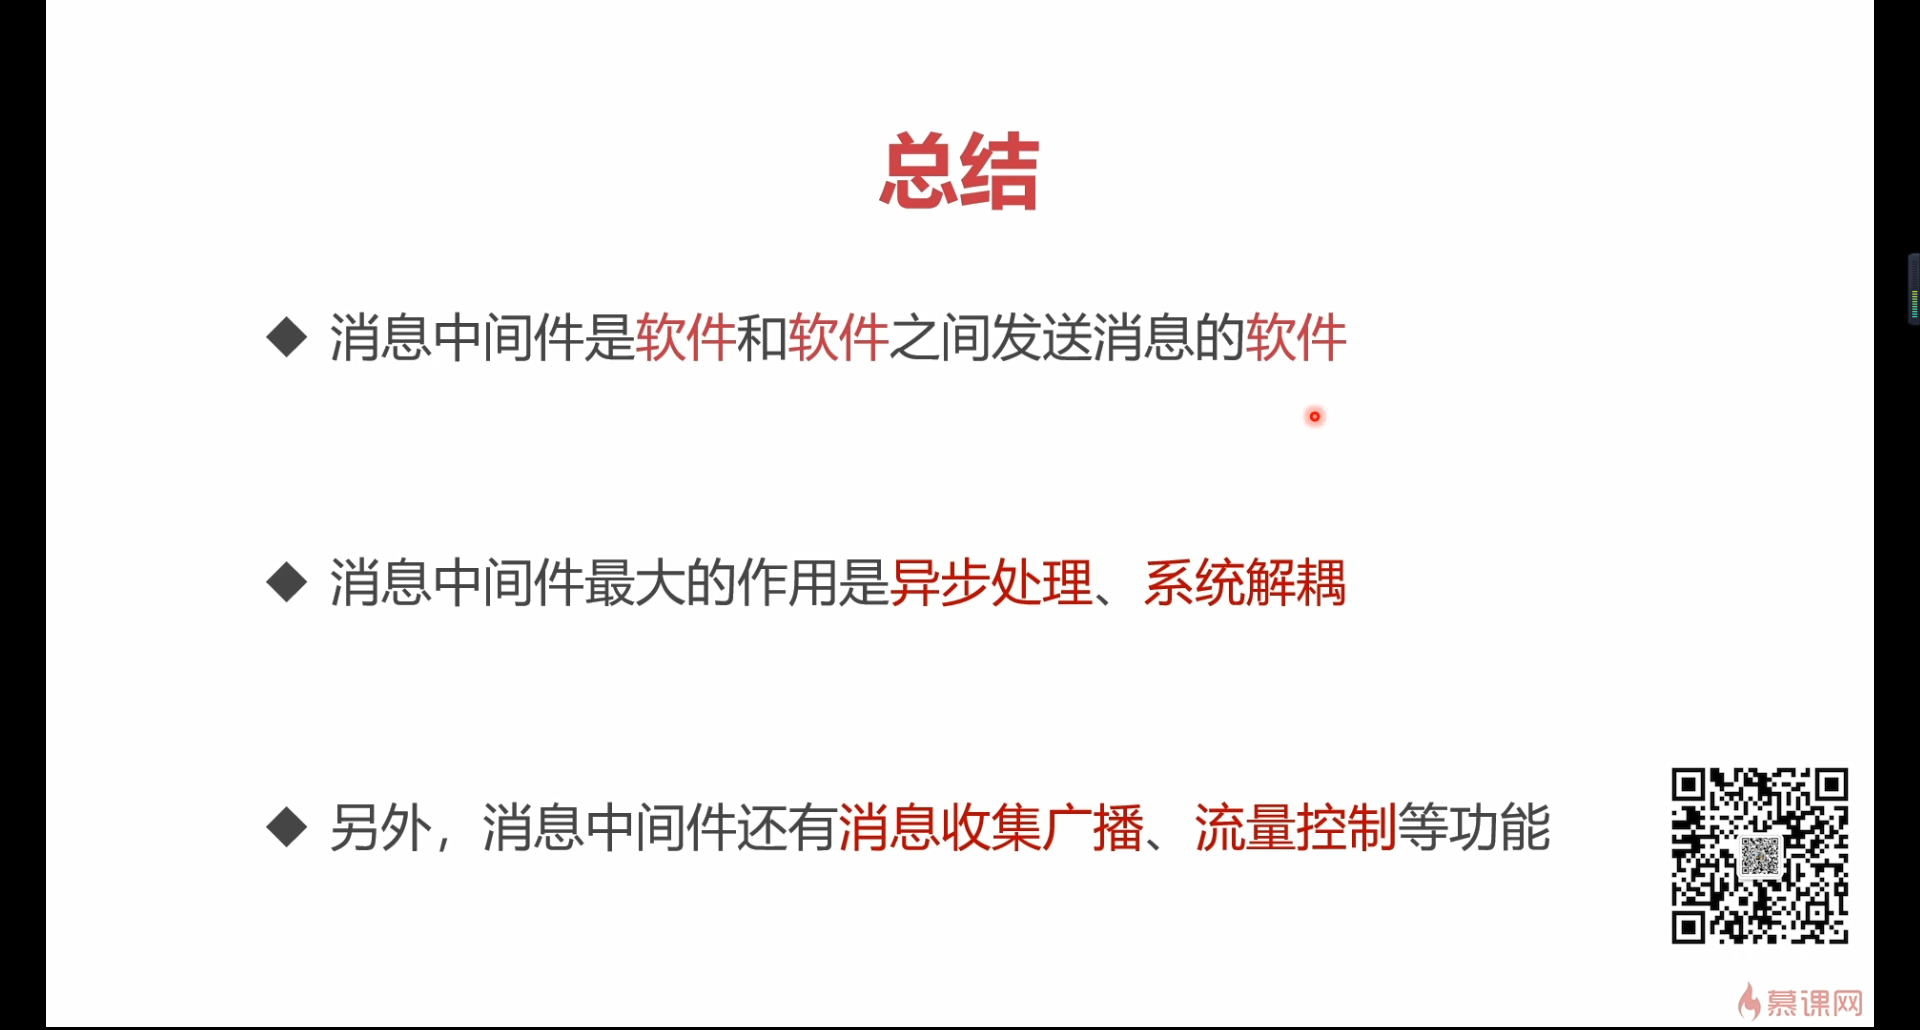 总结
◆ 消息中间件是软件和软件之间发送消息的软件
◆ 消息中间件最大的作用是异步处理、系统解耦
◆ 另外，消息中间件还有消息收集广播、流量控制等功能
慕课网